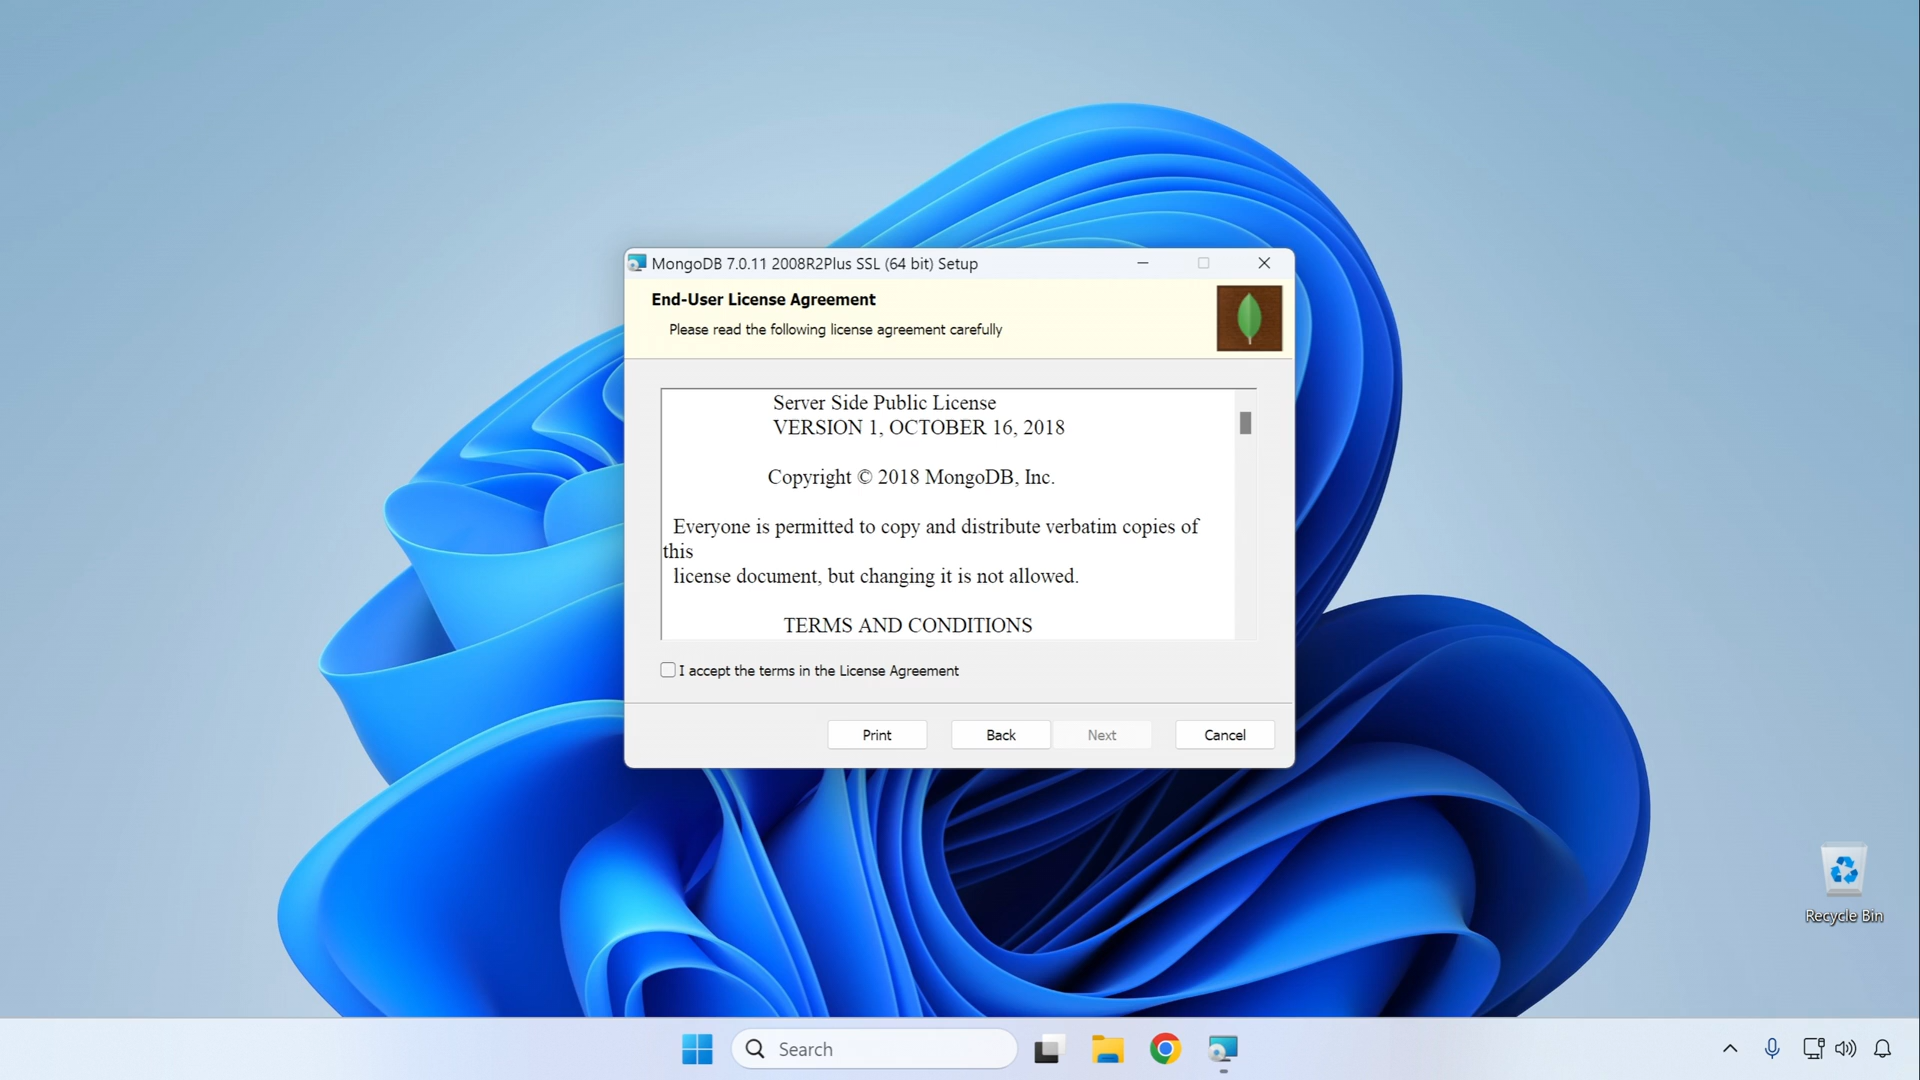 MongoDB 7.0.11 2008R2Plus SSL (64 bit) Setup
End-User License Agreement
Please read the following license agreement carefully
Server Side Public License
VERSION 1, OCTOBER 16, 2018
Copyright © 2018 MongoDB, Inc.
Everyone is permitted to copy and distribute verbatim copies of
this
license document, but changing it is not allowed.
TERMS AND CONDITIONS
I accept the terms in the License Agreement
Print
Back
Next
Cancel
Recycle Bin
Search